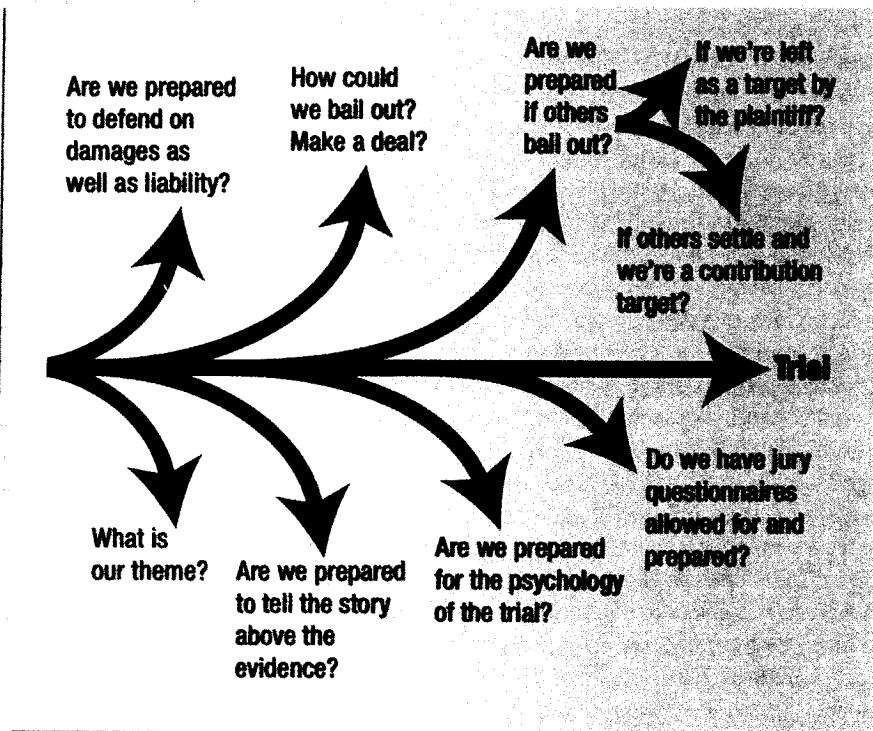 Are we prepared
to defend on
damages as
well as liability?
How could
we bail out?
Make a deal?
Are we
prepared
if others
bail out?
If we're left
as a target by
the plaintiff?
If others settle and
we're a contribution
target?
Trial
What is
our theme?
Are we prepared
to tell the story
above the
evidence?
Are we prepared
for the psychology
of the trial?
Do we have jury
questionnaires
allowed for and
prepared?